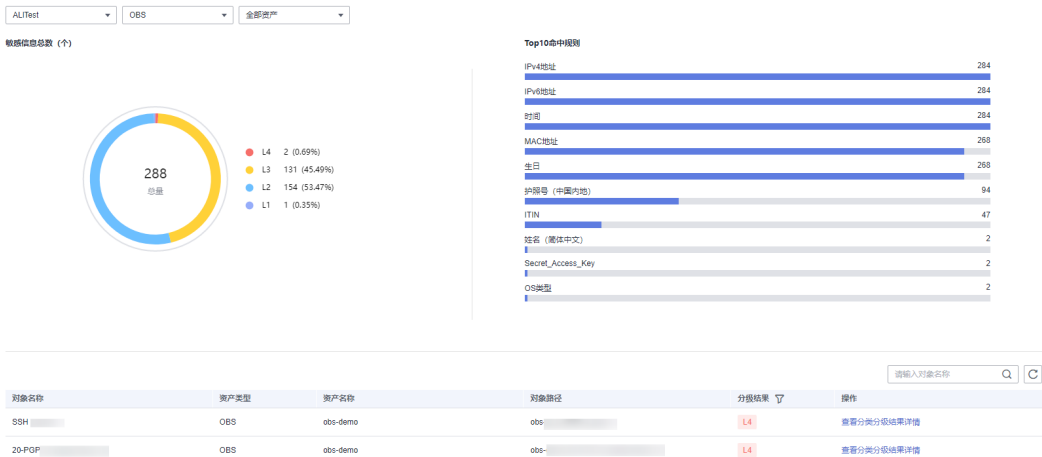 ALITest OBS 全部资产
敏感信息总数（个）
288
总量
L4 2 (0.69%)
L3 131 (45.49%)
L2 154 (53.47%)
L1 1 (0.35%)
Top10命中规则
IPv4地址 284
IPv6地址 284
时间 284
MAC地址 268
生日 268
护照号（中国内地） 94
ITIN 47
姓名（简体中文） 2
Secret_Access_Key 2
OS类型 2
请输入对象名称
对象名称 资产类型 资产名称 对象路径 分级结果 操作
SSH OBS obs-demo obs- L4 查看分类分级结果详情
20-PGP OBS obs-demo obs- L4 查看分类分级结果详情